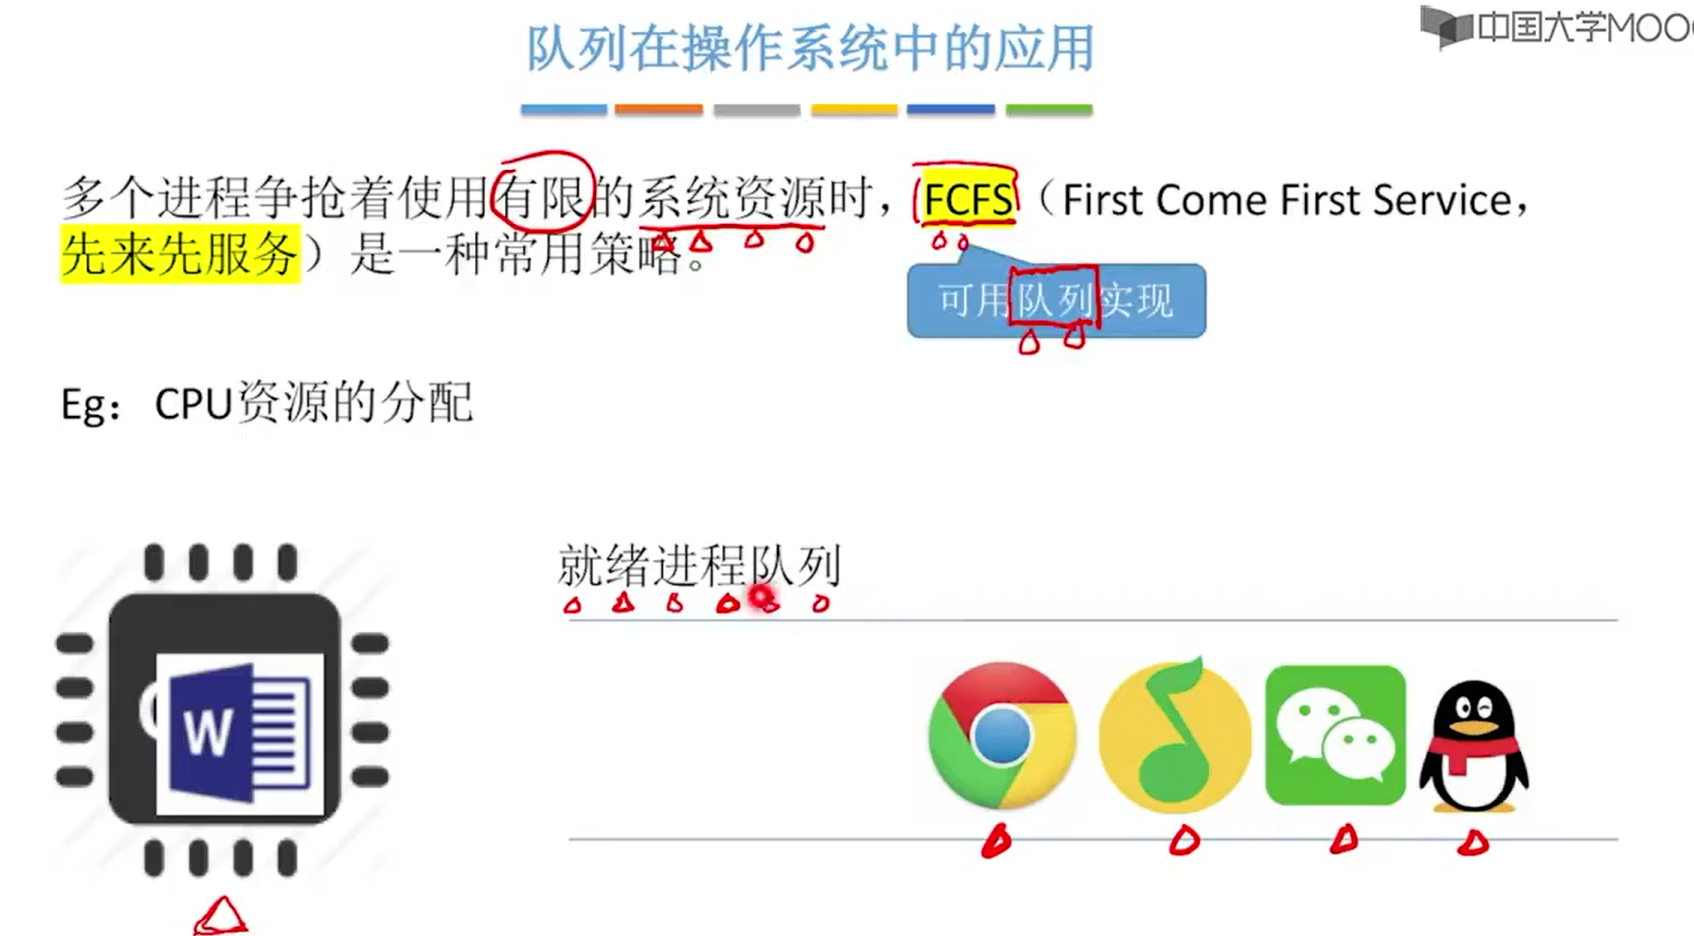 队列在操作系统中的应用
中国大学MOO
多个进程争抢着使用有限的系统资源时，FCFS（First Come First Service，
先来先服务）是一种常用策略。
可用队列实现
Eg：CPU资源的分配
就绪进程队列
W